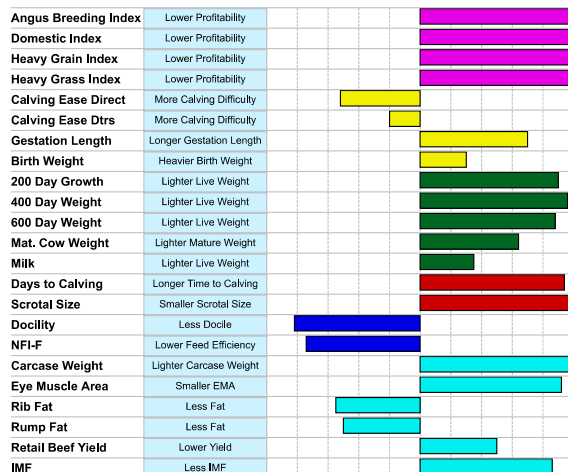 Angus Breeding Index Lower Profitability
Domestic Index Lower Profitability
Heavy Grain Index Lower Profitability
Heavy Grass Index Lower Profitability
Calving Ease Direct More Calving Difficulty
Calving Ease Dtrs More Calving Difficulty
Gestation Length Longer Gestation Length
Birth Weight Heavier Birth Weight
200 Day Growth Lighter Live Weight
400 Day Weight Lighter Live Weight
600 Day Weight Lighter Live Weight
Mat. Cow Weight Lighter Mature Weight
Milk Lighter Live Weight
Days to Calving Longer Time to Calving
Scrotal Size Smaller Scrotal Size
Docility Less Docile
NFI-F Lower Feed Efficiency
Carcase Weight Lighter Carcase Weight
Eye Muscle Area Smaller EMA
Rib Fat Less Fat
Rump Fat Less Fat
Retail Beef Yield Lower Yield
IMF Less IMF